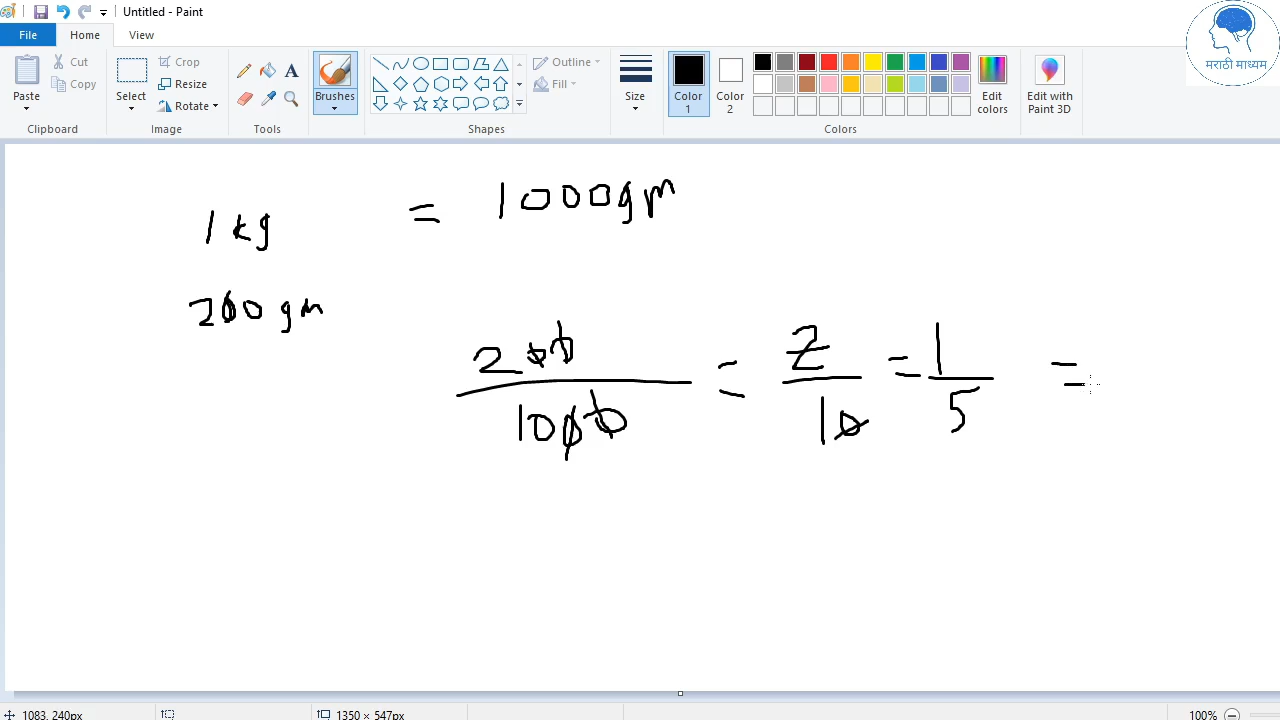 Untitled - Paint
File Home View
Cut
Copy
Paste
Clipboard
Crop
Resize
Rotate
Select
Image
Tools
Brushes
Outline
Fill
Shapes
Size
Color 1
Color 2
Edit colors
Edit with Paint 3D
Colors
मराठी माध्यम
1 kg = 1000gm
200 gm
200/1000 = 2/10 = 1/5 =
1083, 240px
1350 × 547px
100%